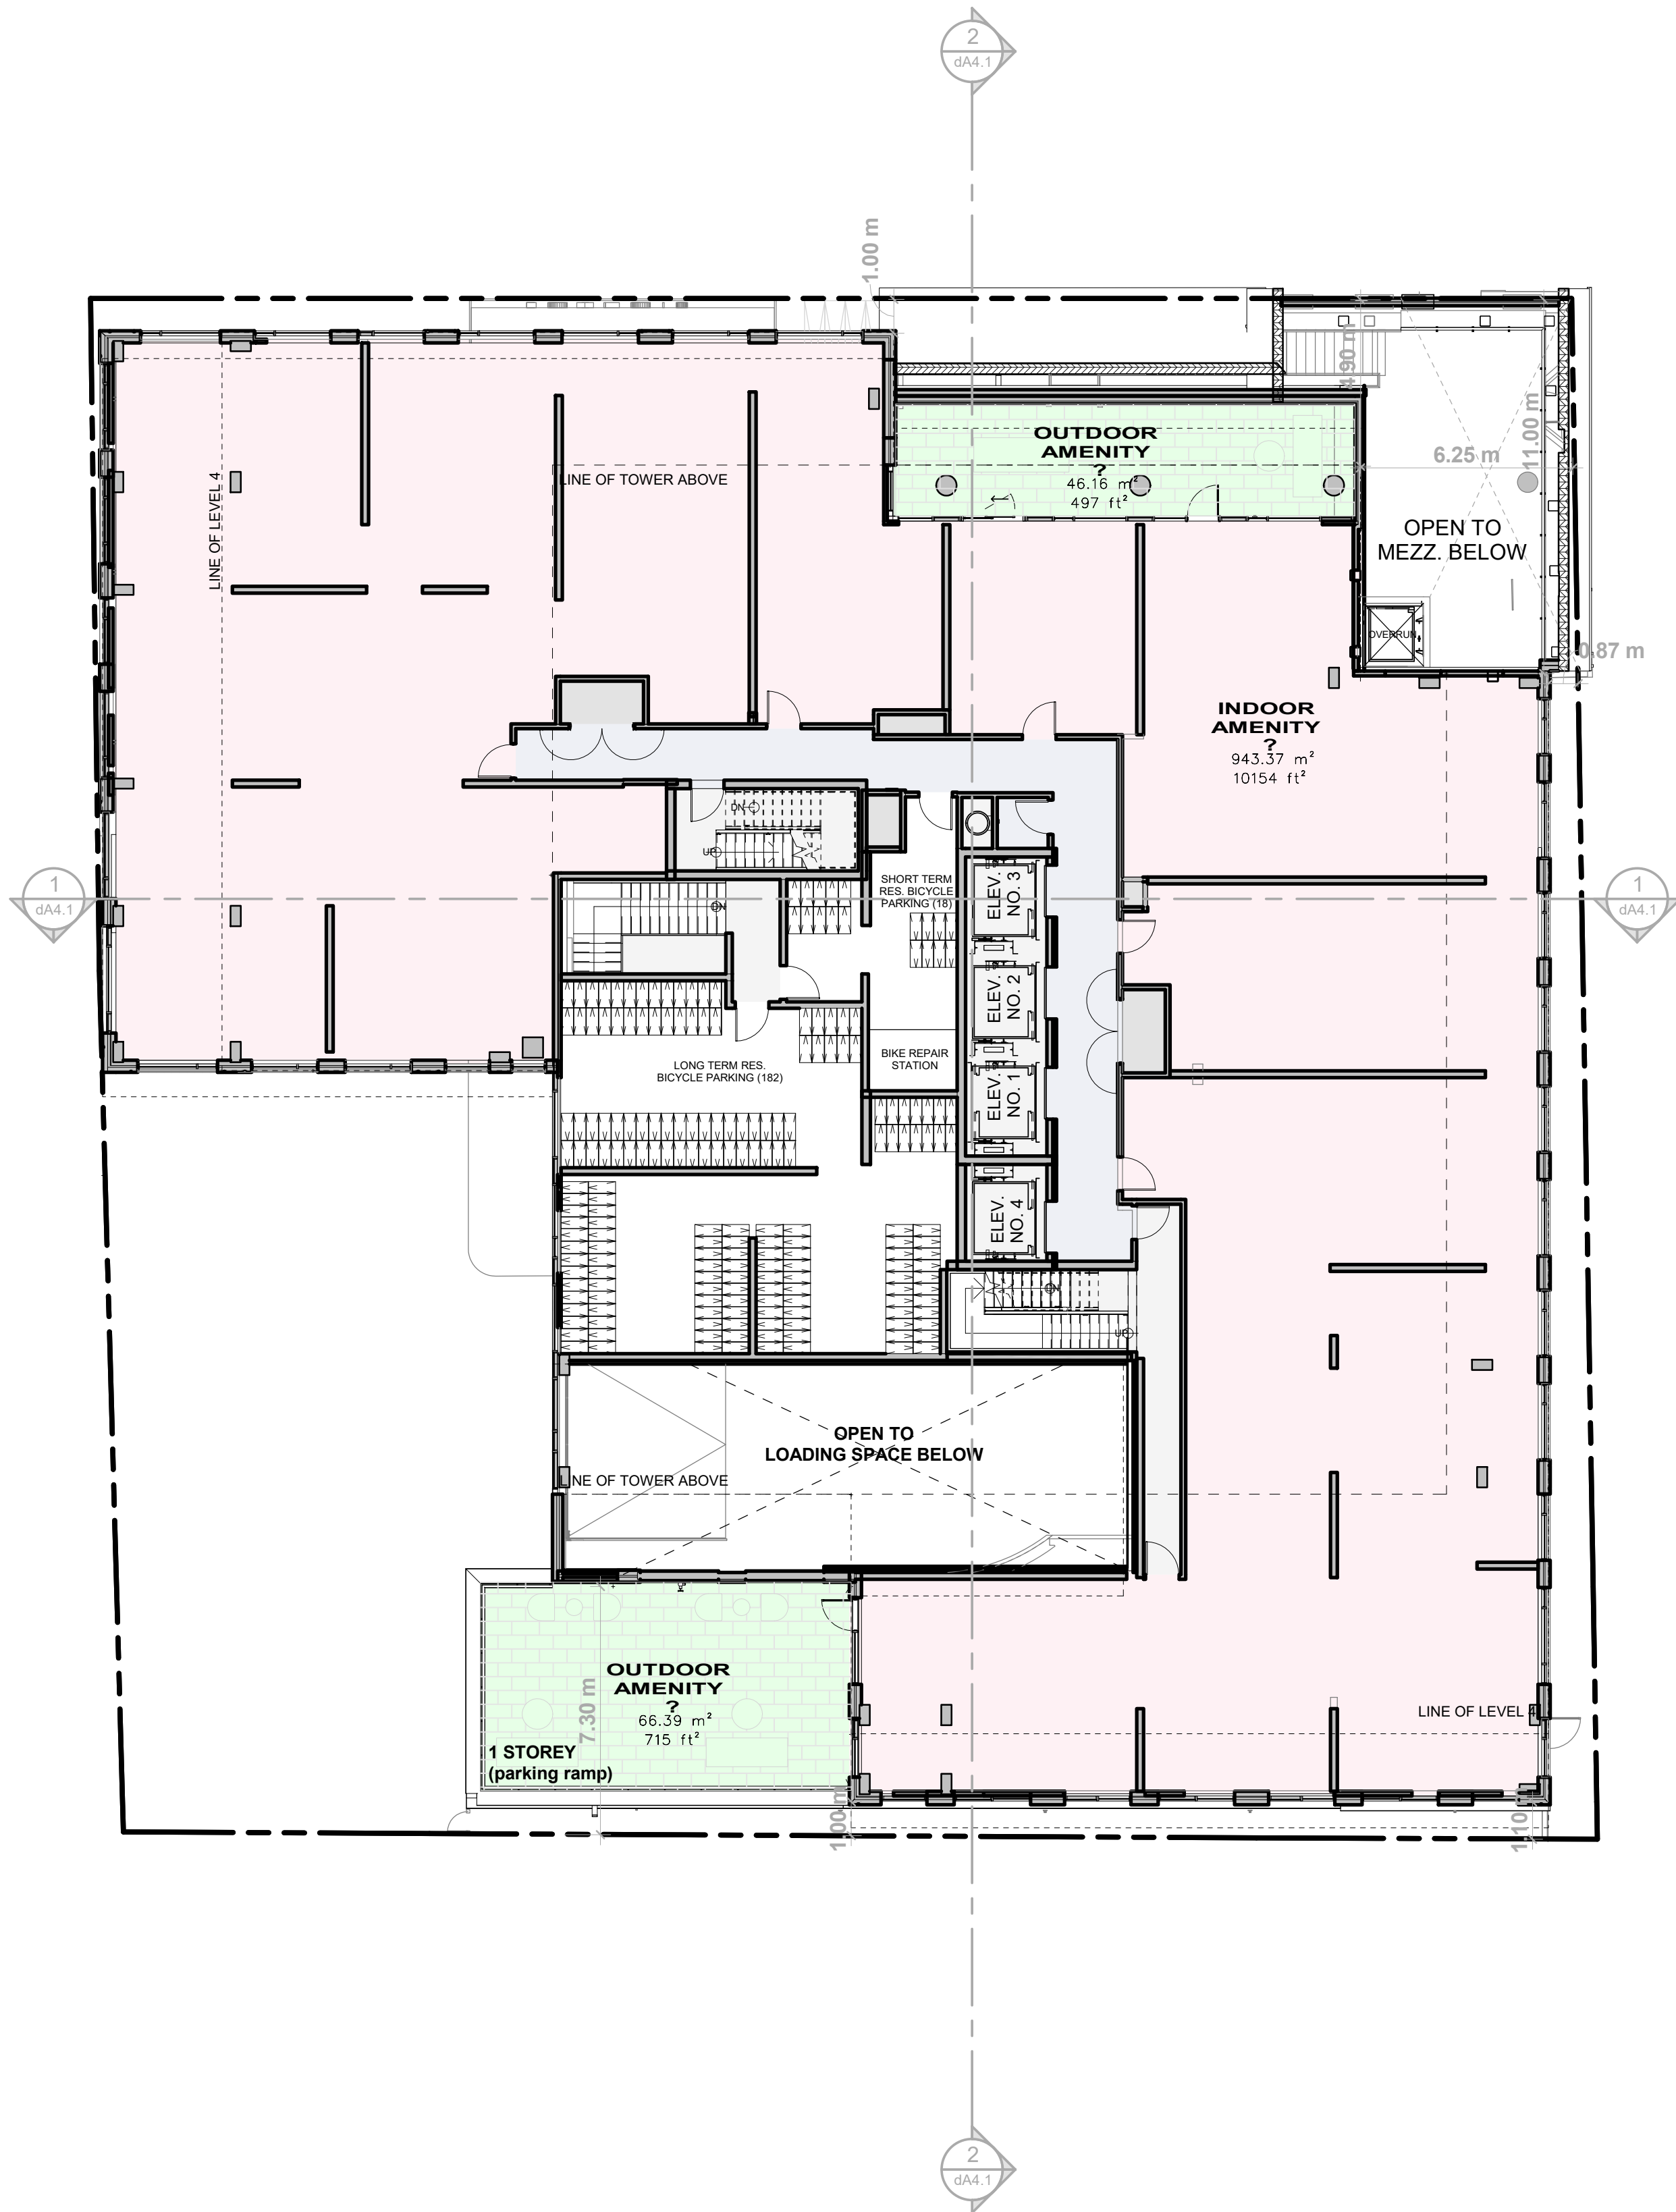 2
dA4.1
1.00 m
4.90 m
11.00 m
OUTDOOR
AMENITY
?
46.16 m²
497 ft²
6.25 m
LINE OF TOWER ABOVE
LINE OF LEVEL 4
OPEN TO
MEZZ. BELOW
OVERRUN
0.87 m
INDOOR
AMENITY
?
943.37 m²
10154 ft²
DN
UP
1
dA4.1
DN
SHORT TERM
RES. BICYCLE
PARKING (18)
ELEV.
NO. 3
1
dA4.1
ELEV.
NO. 2
LONG TERM RES.
BICYCLE PARKING (182)
BIKE REPAIR
STATION
ELEV.
NO. 1
ELEV.
NO. 4
DN
UP
OPEN TO
LOADING SPACE BELOW
LINE OF TOWER ABOVE
OUTDOOR
AMENITY
?
66.39 m²
715 ft²
7.30 m
1 STOREY
(parking ramp)
LINE OF LEVEL 4
1.00 m
1.10 m
2
dA4.1